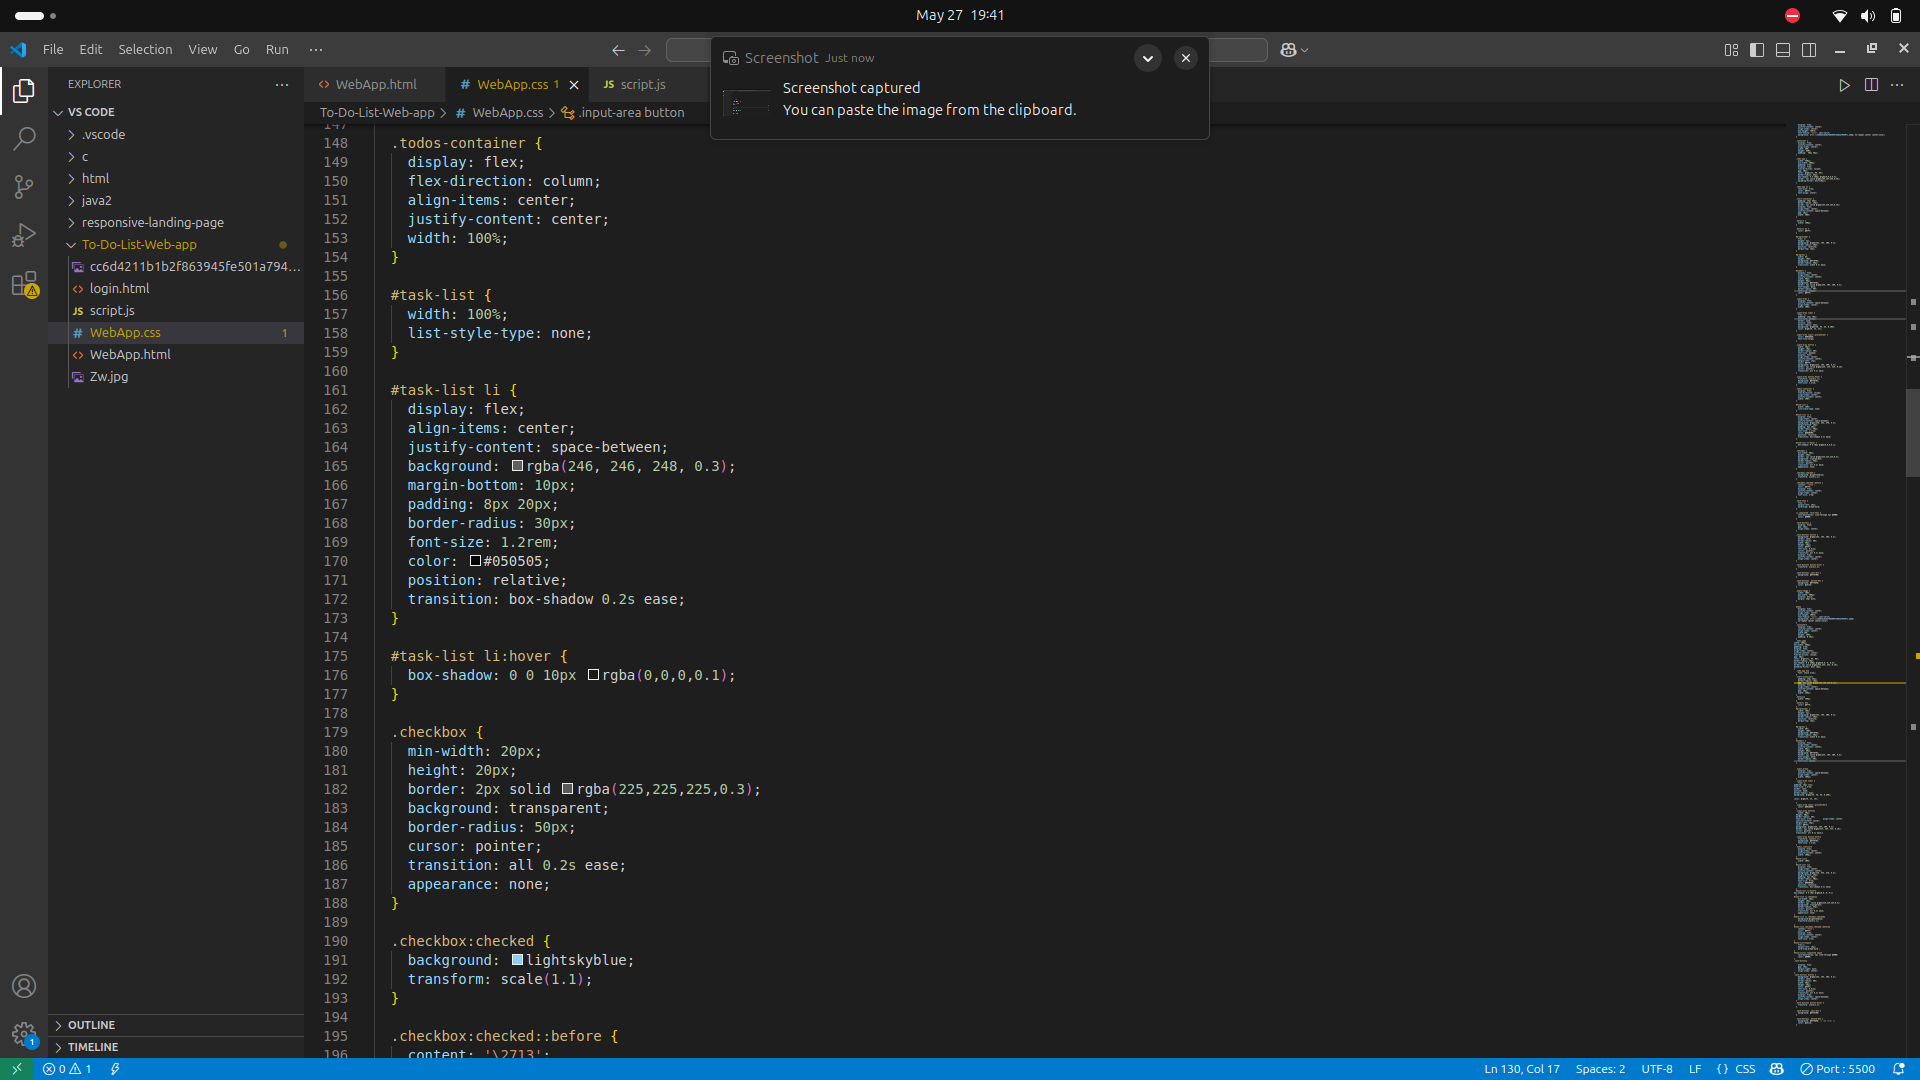 May 27 19:41
File Edit Selection View Go Run ···
Screenshot Just now
Screenshot captured
You can paste the image from the clipboard.
EXPLORER ···
WebApp.html
# WebApp.css 1
JS script.js
To-Do-List-Web-app > # WebApp.css > .input-area button
VS CODE
.vscode
c
html
java2
responsive-landing-page
To-Do-List-Web-app
cc6d4211b1b2f863945fe501a794...
login.html
JS script.js
# WebApp.css 1
WebApp.html
Zw.jpg
OUTLINE
TIMELINE
147
148 .todos-container {
149 display: flex;
150 flex-direction: column;
151 align-items: center;
152 justify-content: center;
153 width: 100%;
154 }
155
156 #task-list {
157 width: 100%;
158 list-style-type: none;
159 }
160
161 #task-list li {
162 display: flex;
163 align-items: center;
164 justify-content: space-between;
165 background: rgba(246, 246, 248, 0.3);
166 margin-bottom: 10px;
167 padding: 8px 20px;
168 border-radius: 30px;
169 font-size: 1.2rem;
170 color: #050505;
171 position: relative;
172 transition: box-shadow 0.2s ease;
173 }
174
175 #task-list li:hover {
176 box-shadow: 0 0 10px rgba(0,0,0,0.1);
177 }
178
179 .checkbox {
180 min-width: 20px;
181 height: 20px;
182 border: 2px solid rgba(225,225,225,0.3);
183 background: transparent;
184 border-radius: 50px;
185 cursor: pointer;
186 transition: all 0.2s ease;
187 appearance: none;
188 }
189
190 .checkbox:checked {
191 background: lightskyblue;
192 transform: scale(1.1);
193 }
194
195 .checkbox:checked::before {
196 content: '\2713';
1
0 1
Ln 130, Col 17 Spaces: 2 UTF-8 LF {} CSS Port : 5500